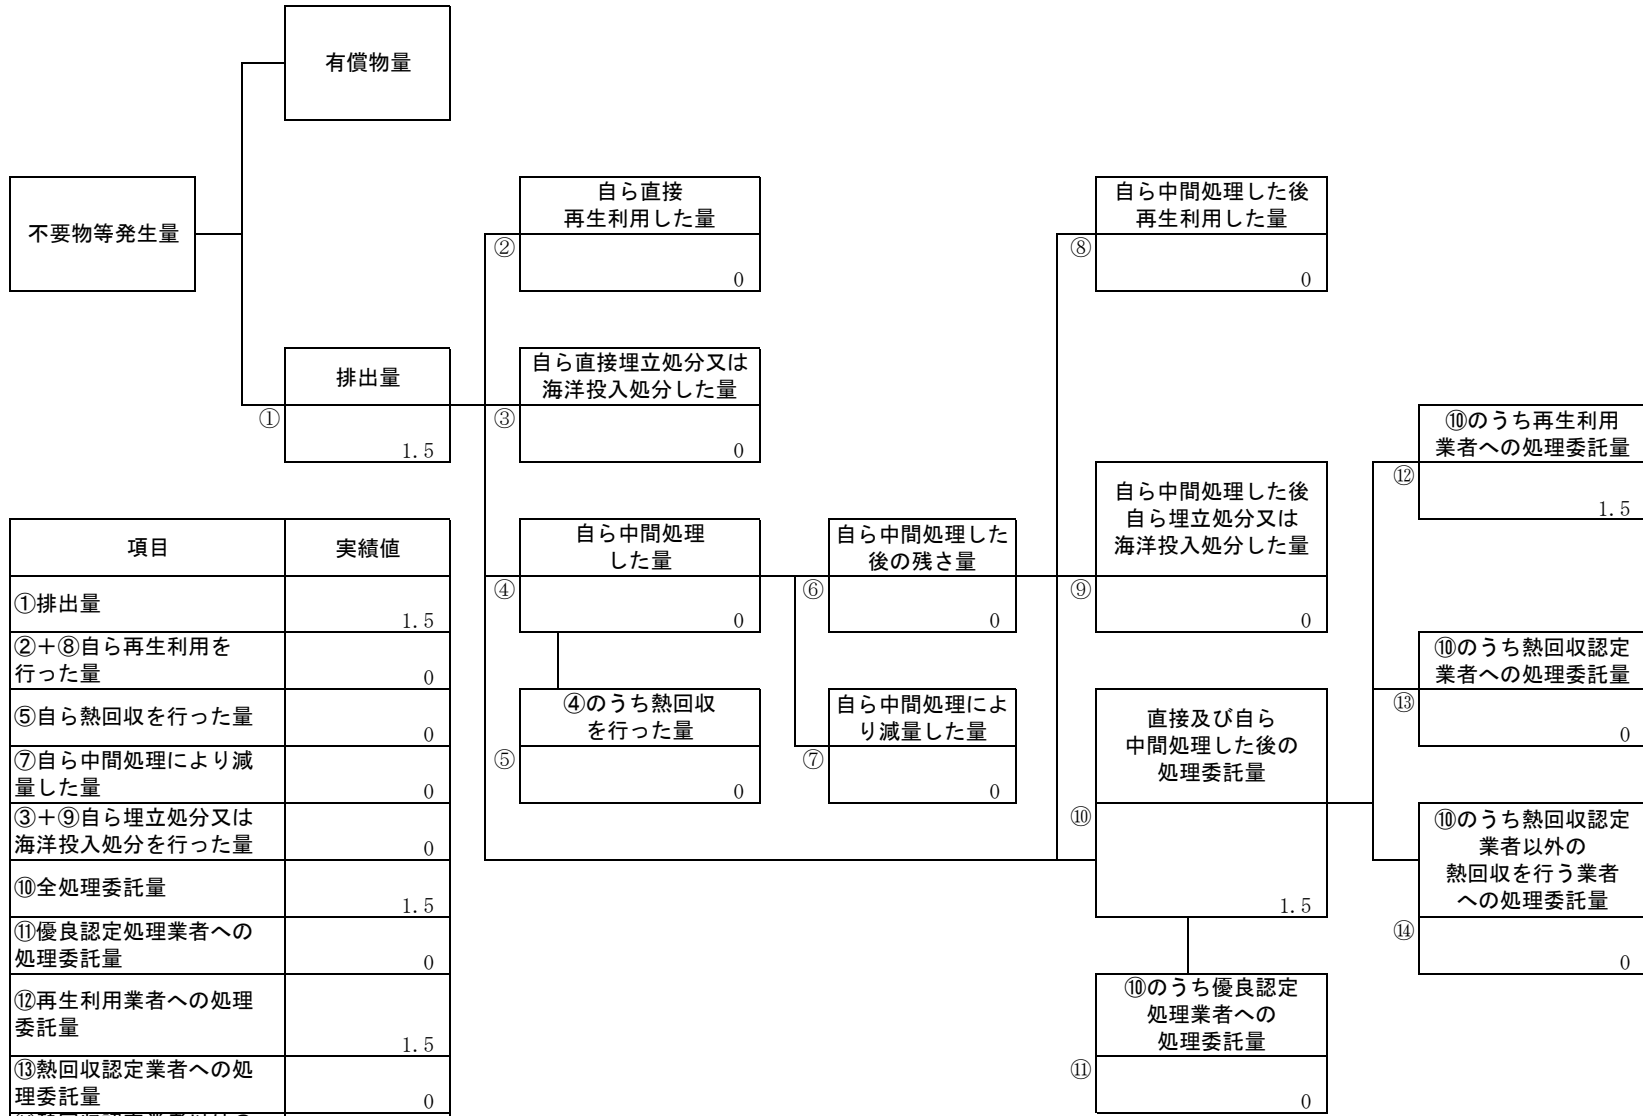 有償物量
不要物等発生量
自ら直接
再生利用した量
②
0
自ら中間処理した後
再生利用した量
⑧
0
排出量
①
1.5
自ら直接埋立処分又は
海洋投入処分した量
③
0
⑩のうち再生利用
業者への処理委託量
⑫
1.5
自ら中間処理した後
自ら埋立処分又は
海洋投入処分した量
⑨
0
自ら中間処理
した量
④
0
自ら中間処理した
後の残さ量
⑥
0
⑩のうち熱回収認定
業者への処理委託量
⑬
0
④のうち熱回収
を行った量
⑤
0
自ら中間処理によ
り減量した量
⑦
0
直接及び自ら
中間処理した後の
処理委託量
⑩
1.5
⑩のうち熱回収認定
業者以外の
熱回収を行う業者
への処理委託量
⑭
0
⑩のうち優良認定
処理業者への
処理委託量
⑪
0
項目 実績値
①排出量
1.5
②+⑧自ら再生利用を
行った量
0
⑤自ら熱回収を行った量
0
⑦自ら中間処理により減
量した量
0
③+⑨自ら埋立処分又は
海洋投入処分を行った量
0
⑩全処理委託量
1.5
⑪優良認定処理業者への
処理委託量
0
⑫再生利用業者への処理
委託量
1.5
⑬熱回収認定業者への処
理委託量
0